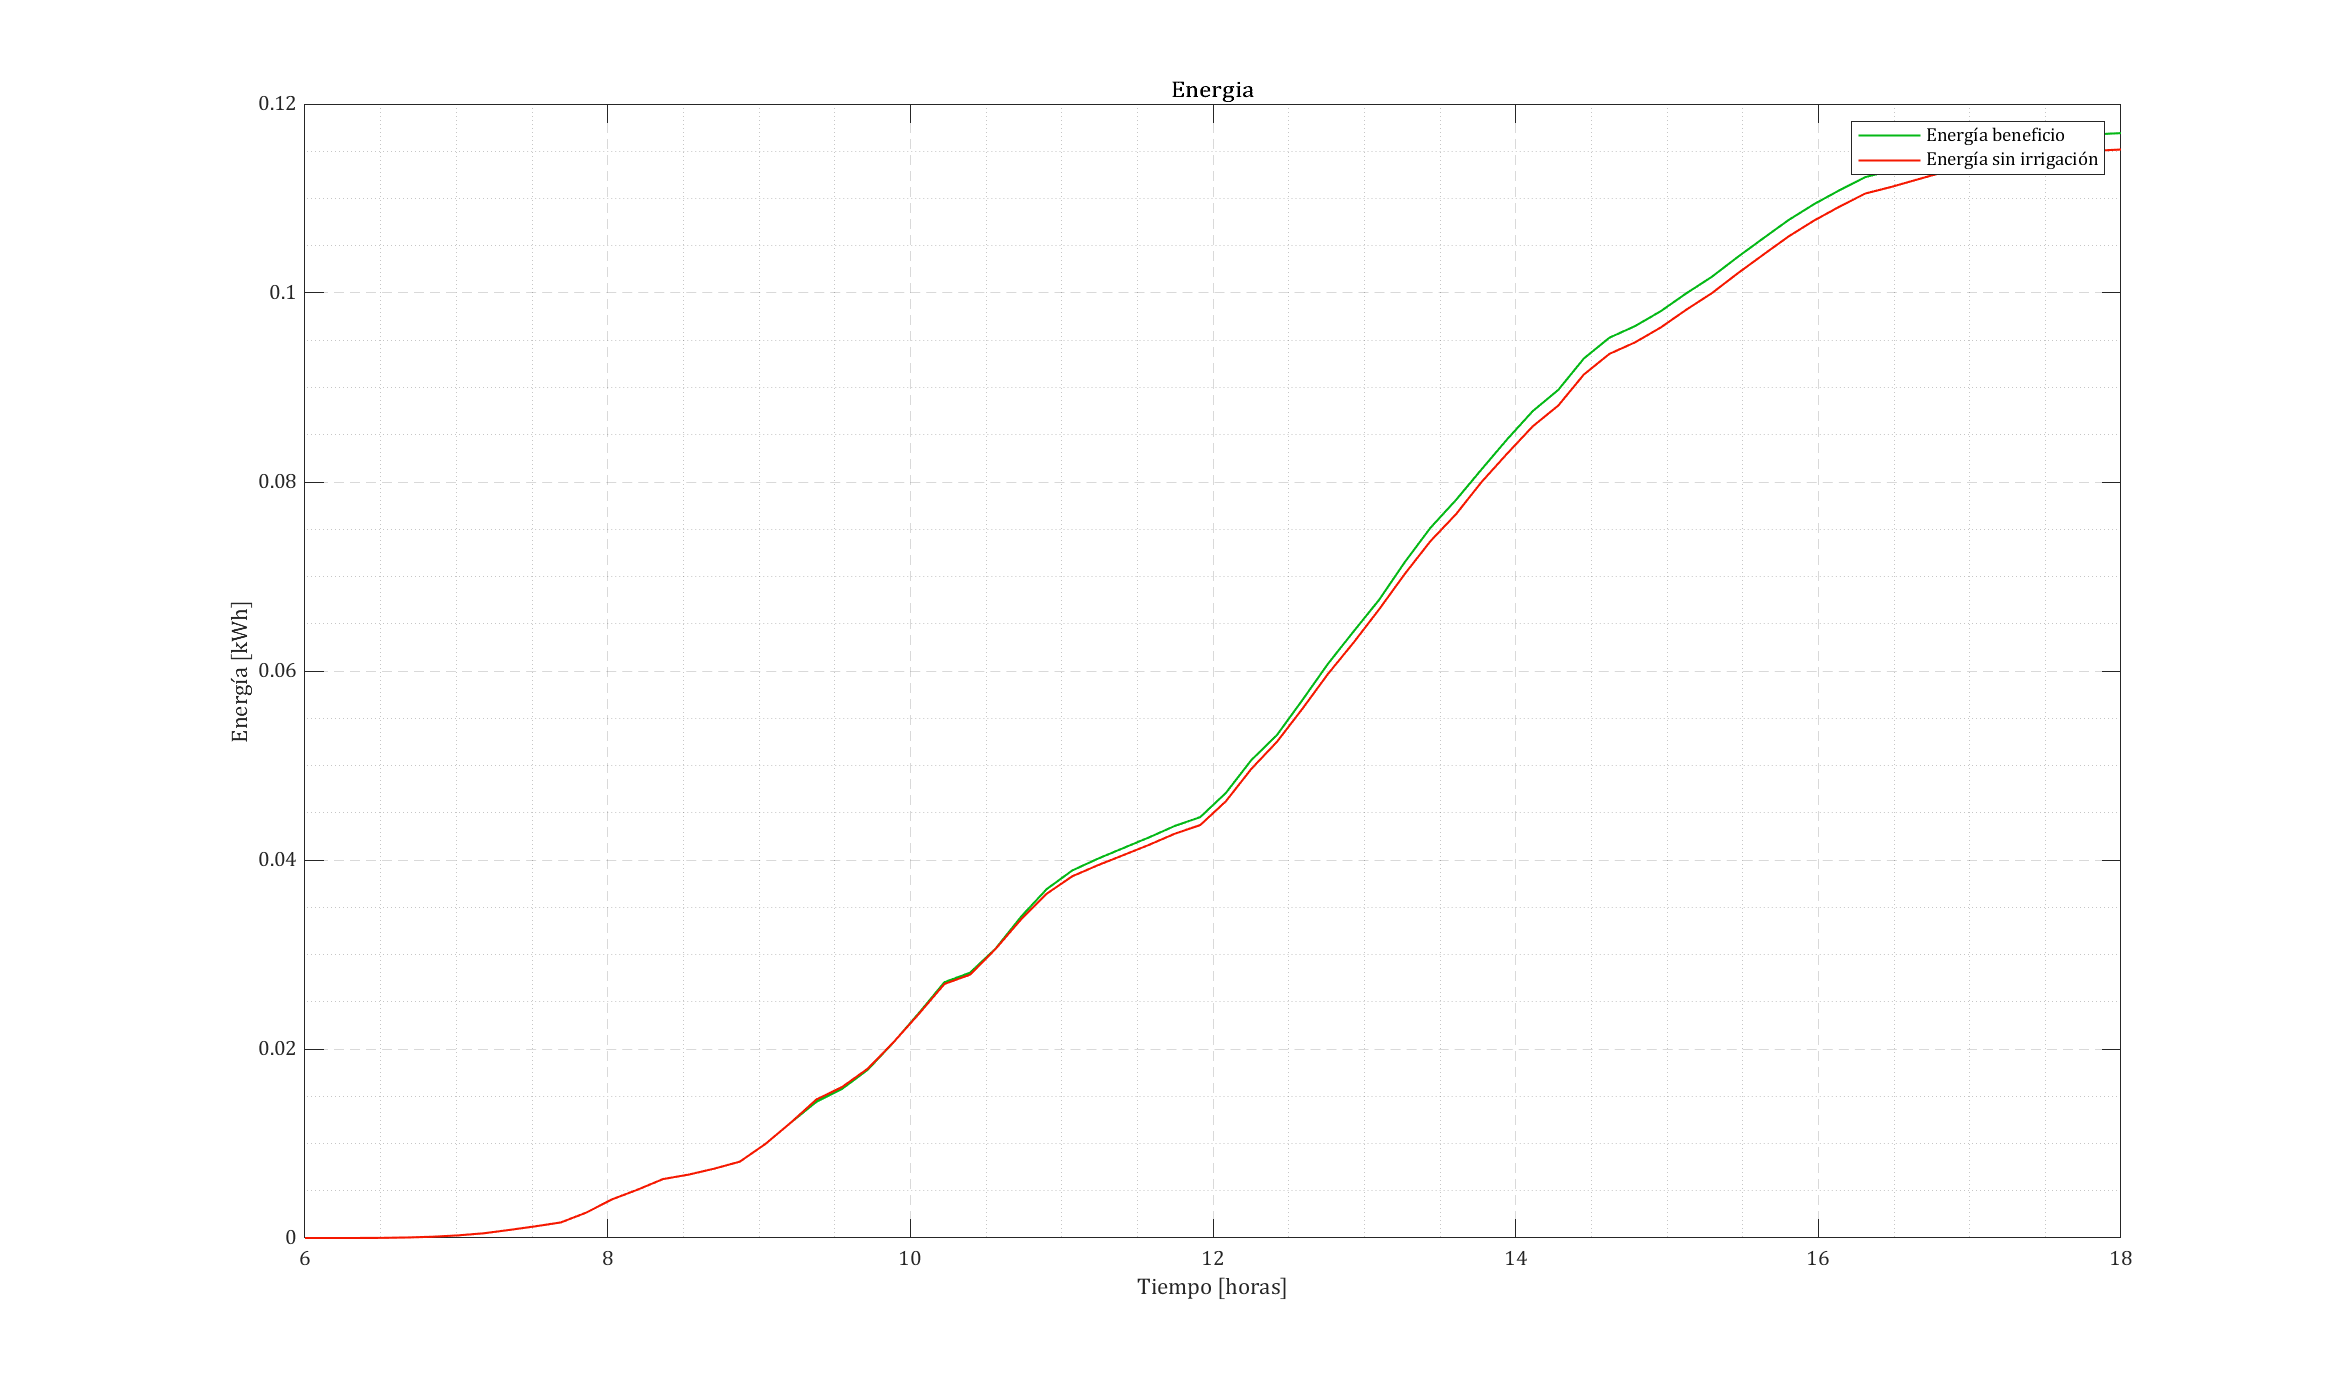 Energia
0.12
Energía beneficio
Energía sin irrigación
0.1
0.08
0.06
0.04
0.02
0
Energía [kWh]
6 8 10 12 14 16 18
Tiempo [horas]